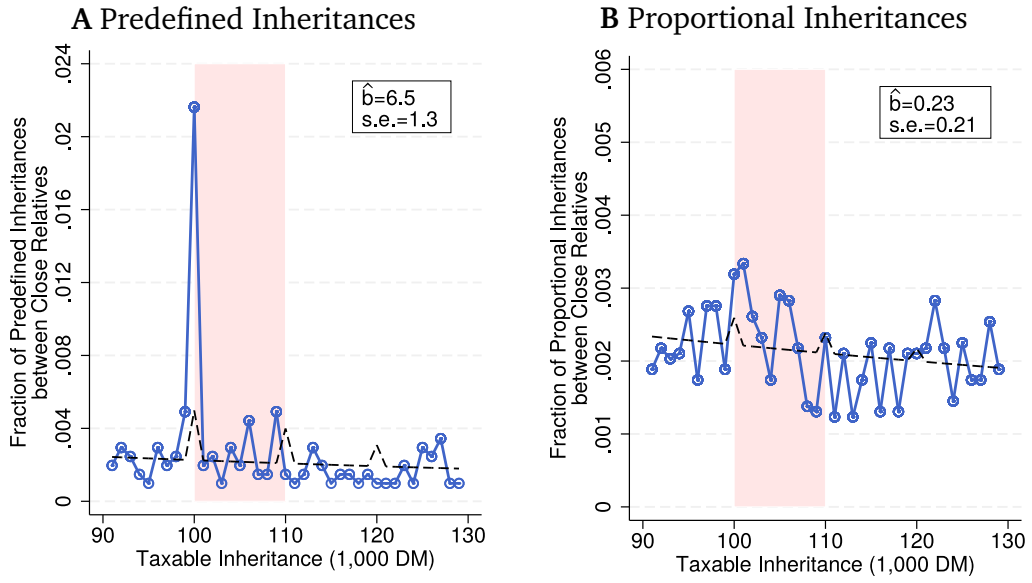 A Predefined Inheritances
Fraction of Predefined Inheritances
between Close Relatives
.024
.02
.016
.012
.008
.004
0
b̂=6.5
s.e.=1.3
90 100 110 120 130
Taxable Inheritance (1,000 DM)
B Proportional Inheritances
Fraction of Proportional Inheritances
between Close Relatives
.006
.005
.004
.003
.002
.001
0
b̂=0.23
s.e.=0.21
90 100 110 120 130
Taxable Inheritance (1,000 DM)